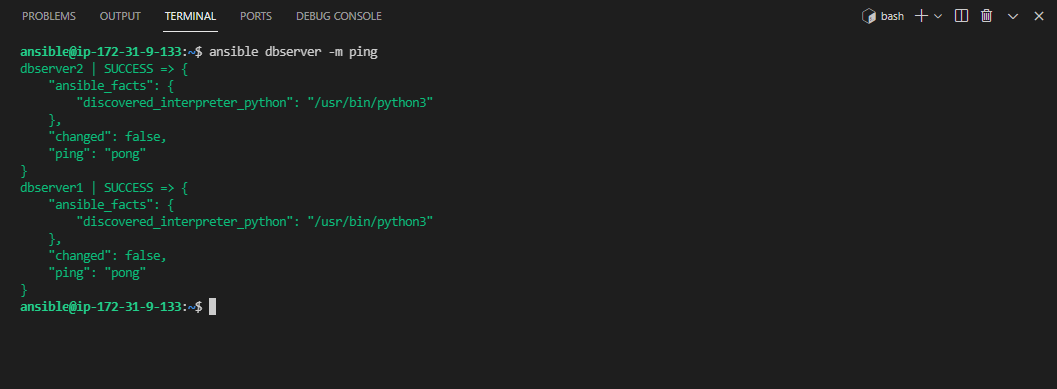 PROBLEMS OUTPUT TERMINAL PORTS DEBUG CONSOLE bash
ansible@ip-172-31-9-133:~$ ansible dbserver -m ping
dbserver2 | SUCCESS => {
    "ansible_facts": {
        "discovered_interpreter_python": "/usr/bin/python3"
    },
    "changed": false,
    "ping": "pong"
}
dbserver1 | SUCCESS => {
    "ansible_facts": {
        "discovered_interpreter_python": "/usr/bin/python3"
    },
    "changed": false,
    "ping": "pong"
}
ansible@ip-172-31-9-133:~$